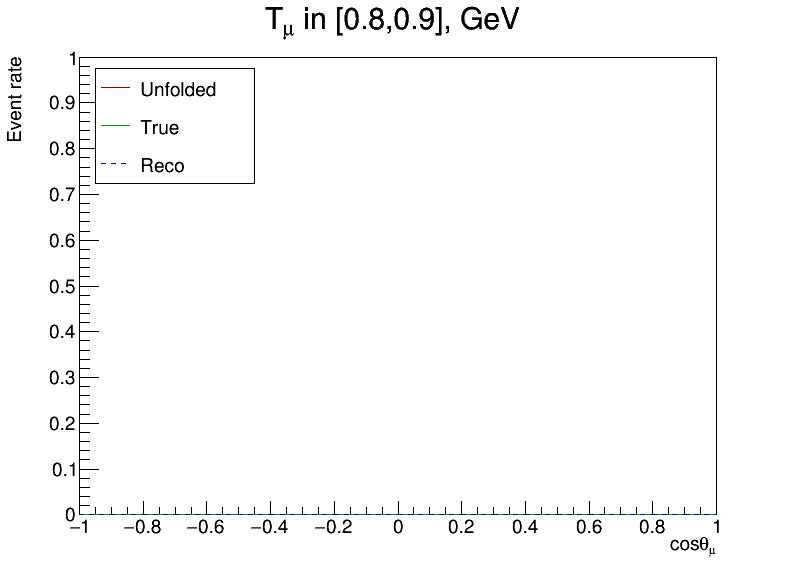 T_μ in [0.8,0.9], GeV
Event rate
1
0.9
0.8
0.7
0.6
0.5
0.4
0.3
0.2
0.1
0
Unfolded
True
Reco
−1 −0.8 −0.6 −0.4 −0.2 0 0.2 0.4 0.6 0.8 1
cosθ_μ